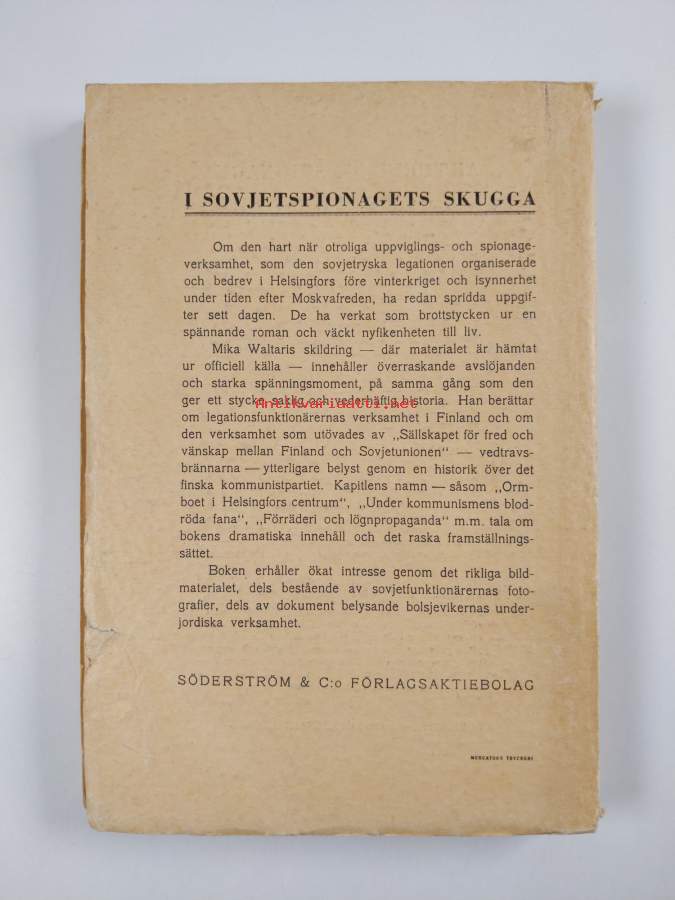 I SOVJETSPIONAGETS SKUGGA
Om den hart när otroliga uppviglings- och spionage-
verksamhet, som den sovjetryska legationen organiserade
och bedrev i Helsingfors före vinterkriget och isynnerhet
under tiden efter Moskvafreden, ha redan spridda uppgif-
ter sett dagen. De ha verkat som brottstycken ur en
spännande roman och väckt nyfikenheten till liv.
Mika Waltaris skildring — där materialet är hämtat
ur officiell källa — innehåller överraskande avslöjanden
och starka spänningsmoment, på samma gång som den
ger ett stycke saklig och vederhäftig historia. Han berättar
Antikvariaatti.net
om legationsfunktionärernas verksamhet i Finland och om
den verksamhet som utövades av „Sällskapet för fred och
vänskap mellan Finland och Sovjetunionen“ — vedtravs-
brännarna — ytterligare belyst genom en historik över det
finska kommunistpartiet. Kapitlens namn — såsom „Orm-
boet i Helsingfors centrum“, „Under kommunismens blod-
röda fana“, „Förräderi och lögnpropaganda“ m.m. tala om
bokens dramatiska innehåll och det raska framställnings-
sättet.
Boken erhåller ökat intresse genom det rikliga bild-
materialet, dels bestående av sovjetfunktionärernas foto-
grafier, dels av dokument belysande bolsjevikernas under-
jordiska verksamhet.
SÖDERSTRÖM & C:o FÖRLAGSAKTIEBOLAG
MERCATORS TRYCKERI